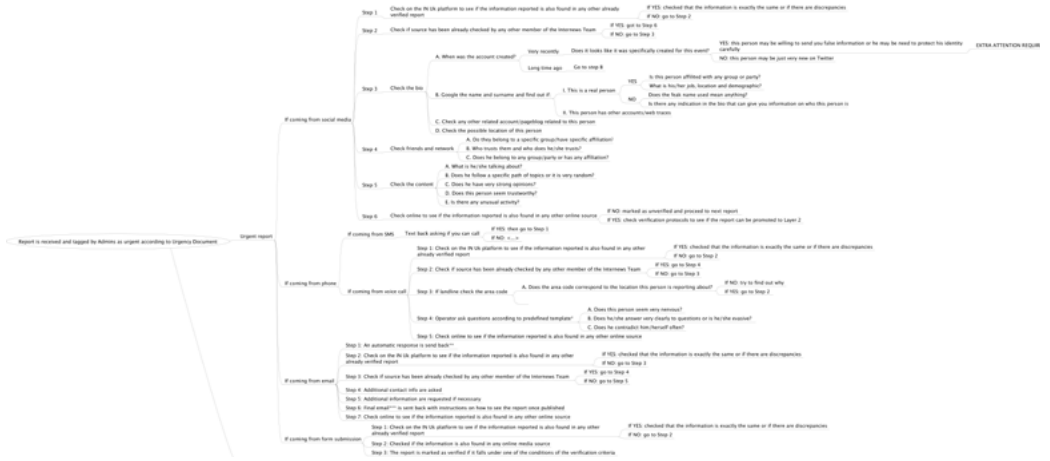 Report is received and tagged by Admins as urgent according to Urgency Document
Urgent report
If coming from social media
Step 1
Check on the IN Uk platform to see if the information reported is also found in any other already
verified report
If YES: checked that the information is exactly the same or if there are discrepancies
If NO: go to Step 2
Step 2
Check if source has been already checked by any other member of the Internews Team
If YES: got to Step 6
If NO: go to Step 3
Step 3
Check the bio
A. When was the account created?
Very recently
Does it looks like it was specifically created for this event?
YES: this person may be willing to send you false information or he may be need to protect his identity
carefully
EXTRA ATTENTION REQUIRE
NO: this person may be just very new on Twitter
Long time ago
Go to step B
B. Google the name and surname and find out if:
I. This is a real person
YES
Is this person affilited with any group or party?
What is his/her job, location and demographic?
NO
Does the feak name used mean anything?
Is there any indication in the bio that can give you information on who this person is
II. This person has other accounts/web traces
C. Check any other related account/page/blog related to this person
D. Check the possible location of this person
Step 4
Check friends and network
A. Do they belong to a specific group/have specific affiliation?
B. Who trusts them and who does he/she trusts?
C. Does he belong to any group/party or has any affiliation?
Step 5
Check the content
A. What is he/she talking about?
B. Does he follow a specific path of topics or it is very random?
C. Does he have very strong opinions?
D. Does this person seem trustworthy?
E. Is there any unusual activity?
Step 6
Check online to see if the information reported is also found in any other online source
If NO: marked as unverified and proceed to next report
If YES: check verification protocols to see if the report can be promoted to Layer 2
If coming from phone
If coming from SMS
Text back asking if you can call
If YES: then go to Step
If NO:
If coming from voice call
Step 1: Check on the IN Uk platform to see if the information reported is also found in any other
already verified report
If YES: checked that the information is exactly the same or if there are discrepancies
If NO: go to Step 2
Step 2: Check if source has been already checked by any other member of the Internews Team
If YES: go to Step 4
If NO: go to Step 3
Step 3: If landline check the area code
A. Does the area code correspond to the location this person is reporting about?
If NO: try to find out why
If YES: go to Step 2
Step 4: Operator ask questions according to predefined template*
A. Does this person seem very nervous?
B. Does he/she answer very clearly to questions or is he/she evasive?
C. Does he contradict him/herself often?
Step 5: Check online to see if the information reported is also found in any other online source
If coming from email
Step 1: An automatic response is send back**
Step 2: Check on the IN Uk platform to see if the information reported is also found in any other
already verified report
If YES: checked that the information is exactly the same or if there are discrepancies
If NO: go to Step 3
Step 3: Check if source has been already checked by any other member of the Internews Team
If YES: go to Step 4
If NO: go to Step 5
Step 4: Additional contact info are asked
Step 5: Additional information are requested if necessary
Step 6: Final email*** is sent back with instructions on how to see the report once published
Step 7: Check online to see if the information reported is also found in any other online source
If coming from form submission
Step 1: Check on the IN Uk platform to see if the information reported is also found in any other
already verified report
If YES: checked that the information is exactly the same or if there are discrepancies
If NO: go to Step 2
Step 2: Checked if the information is also found in any online media source
Step 3: The report is marked as verified if it falls under one of the conditions of the verification criteria